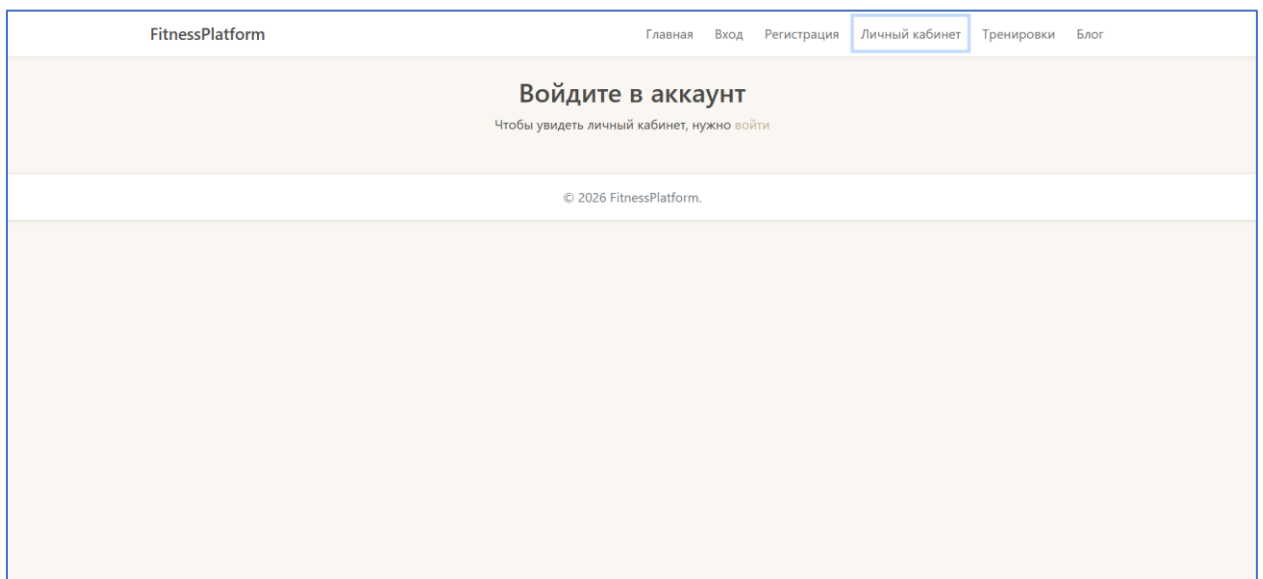 FitnessPlatform Главная Вход Регистрация Личный кабинет Тренировки Блог
Войдите в аккаунт
Чтобы увидеть личный кабинет, нужно войти
© 2026 FitnessPlatform.